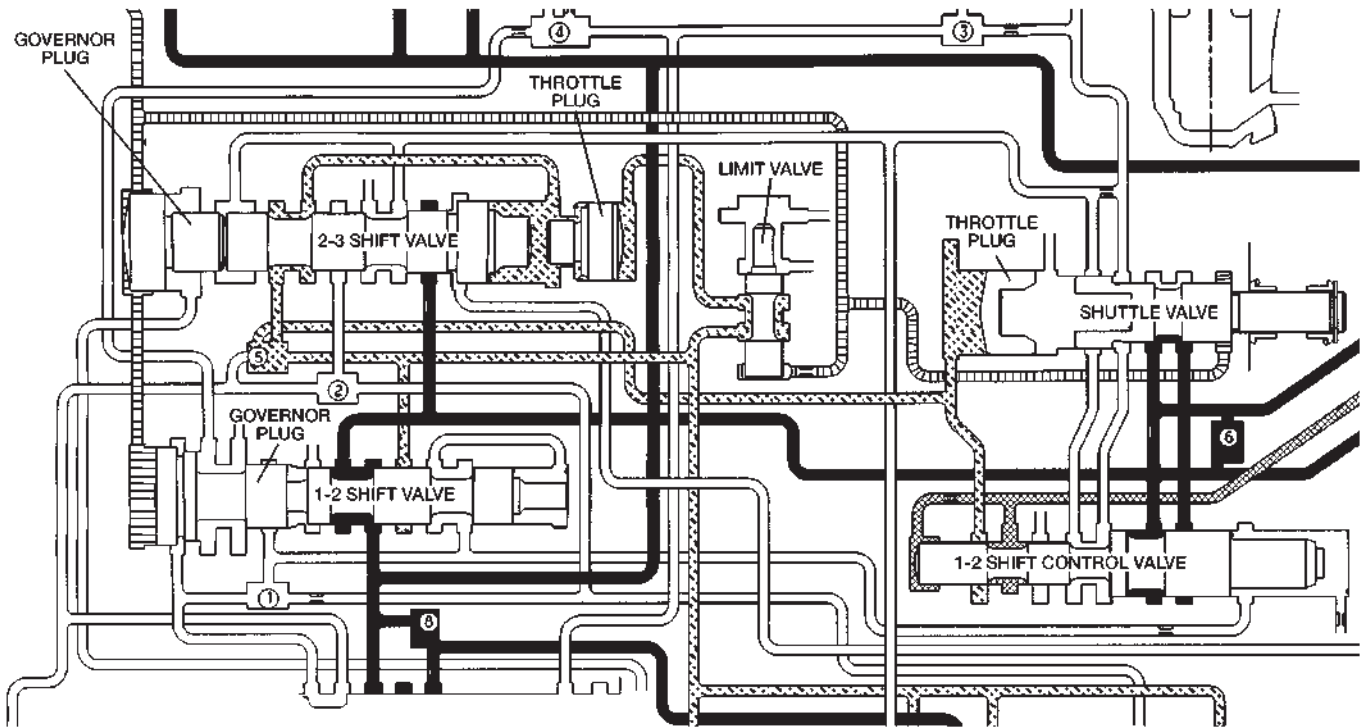 ④
③
GOVERNOR
PLUG
THROTTLE
PLUG
LIMIT VALVE
THROTTLE
PLUG
2-3 SHIFT VALVE
SHUTTLE VALVE
⑤
②
GOVERNOR
PLUG
⑥
1-2 SHIFT VALVE
1-2 SHIFT CONTROL VALVE
①
⑧